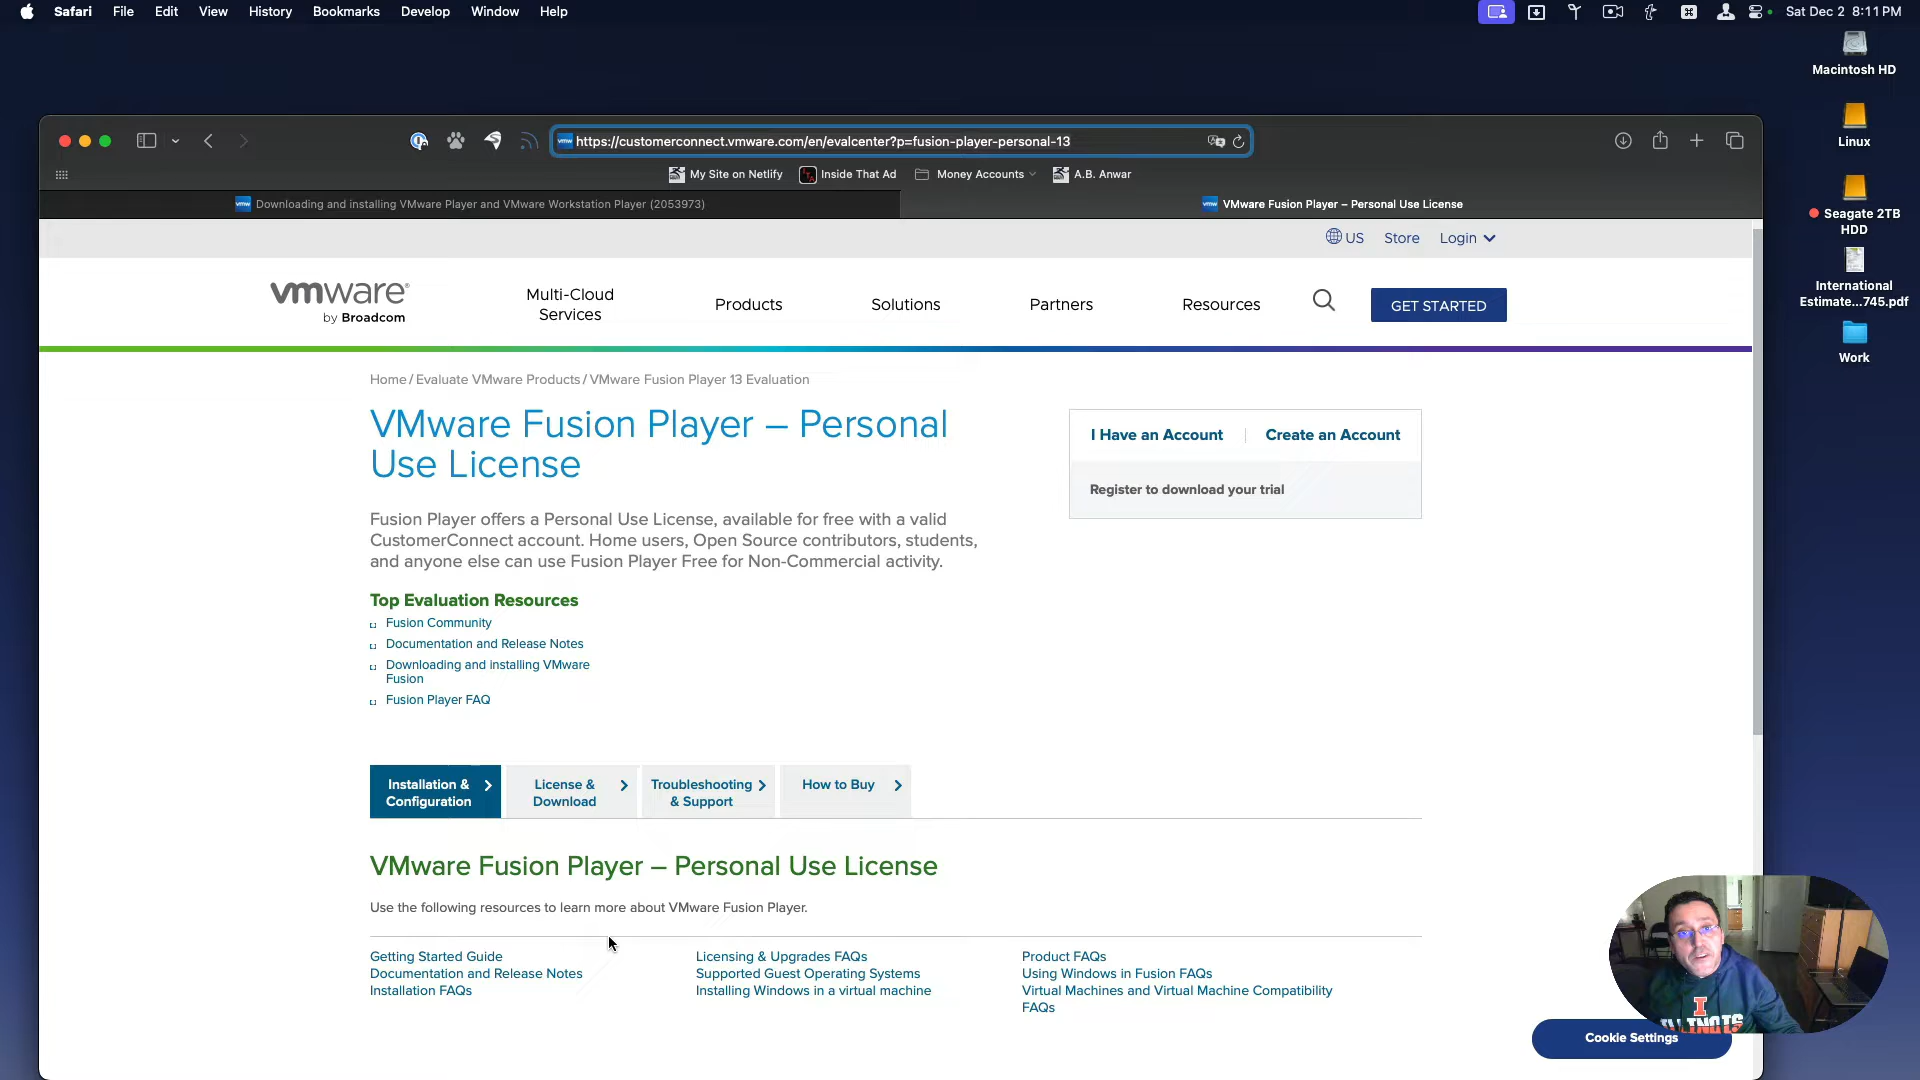 Safari File Edit View History Bookmarks Develop Window Help
Sat Dec 2 8:11 PM
Macintosh HD
Linux
Seagate 2TB
HDD
International
Estimate...745.pdf
Work
https://customerconnect.vmware.com/en/evalcenter?p=fusion-player-personal-13
My Site on Netlify Inside That Ad Money Accounts A.B. Anwar
Downloading and installing VMware Player and VMware Workstation Player (2053973)
VMware Fusion Player – Personal Use License
US Store Login
vmware®
by Broadcom
Multi-Cloud
Services
Products
Solutions
Partners
Resources
GET STARTED
Home / Evaluate VMware Products / VMware Fusion Player 13 Evaluation
VMware Fusion Player – Personal
Use License
I Have an Account Create an Account
Register to download your trial
Fusion Player offers a Personal Use License, available for free with a valid
CustomerConnect account. Home users, Open Source contributors, students,
and anyone else can use Fusion Player Free for Non-Commercial activity.
Top Evaluation Resources
Fusion Community
Documentation and Release Notes
Downloading and installing VMware
Fusion
Fusion Player FAQ
Installation &
Configuration
License &
Download
Troubleshooting
& Support
How to Buy
VMware Fusion Player – Personal Use License
Use the following resources to learn more about VMware Fusion Player.
Getting Started Guide
Documentation and Release Notes
Installation FAQs
Licensing & Upgrades FAQs
Supported Guest Operating Systems
Installing Windows in a virtual machine
Product FAQs
Using Windows in Fusion FAQs
Virtual Machines and Virtual Machine Compatibility
FAQs
I
ILLINOIS
Cookie Settings